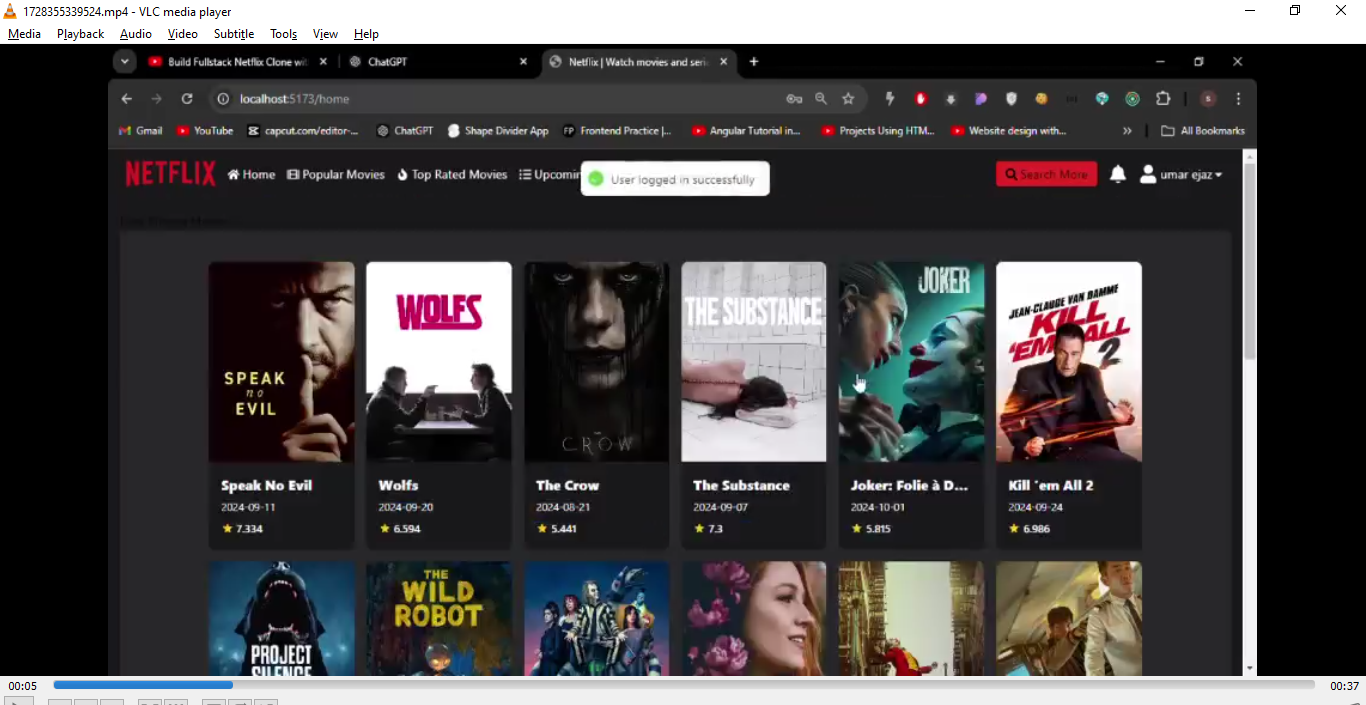 1728355339524.mp4 - VLC media player
Media Playback Audio Video Subtitle Tools View Help
Build Fullstack Netflix Clone wit
ChatGPT
Netflix | Watch movies and seri
localhost:5173/home
Gmail YouTube capcut.com/editor-... ChatGPT Shape Divider App FP Frontend Practice |... Angular Tutorial in... Projects Using HTM... Website design with... » All Bookmarks
NETFLIX Home Popular Movies Top Rated Movies Upcomin User logged in successfully Search More umar ejaz
SPEAK
no
EVIL
WOLFS
CROW
THE SUBSTANCE
JOKER
JEAN-CLAUDE VAN DAMME
KILL
'EM ALL
2
Speak No Evil
2024-09-11
7.334
Wolfs
2024-09-20
6.594
The Crow
2024-08-21
5.441
The Substance
2024-09-07
7.3
Joker: Folie à D...
2024-10-01
5.815
Kill 'em All 2
2024-09-24
6.986
PROJECT
SILENCE
THE
WILD
ROBOT
00:05
00:37